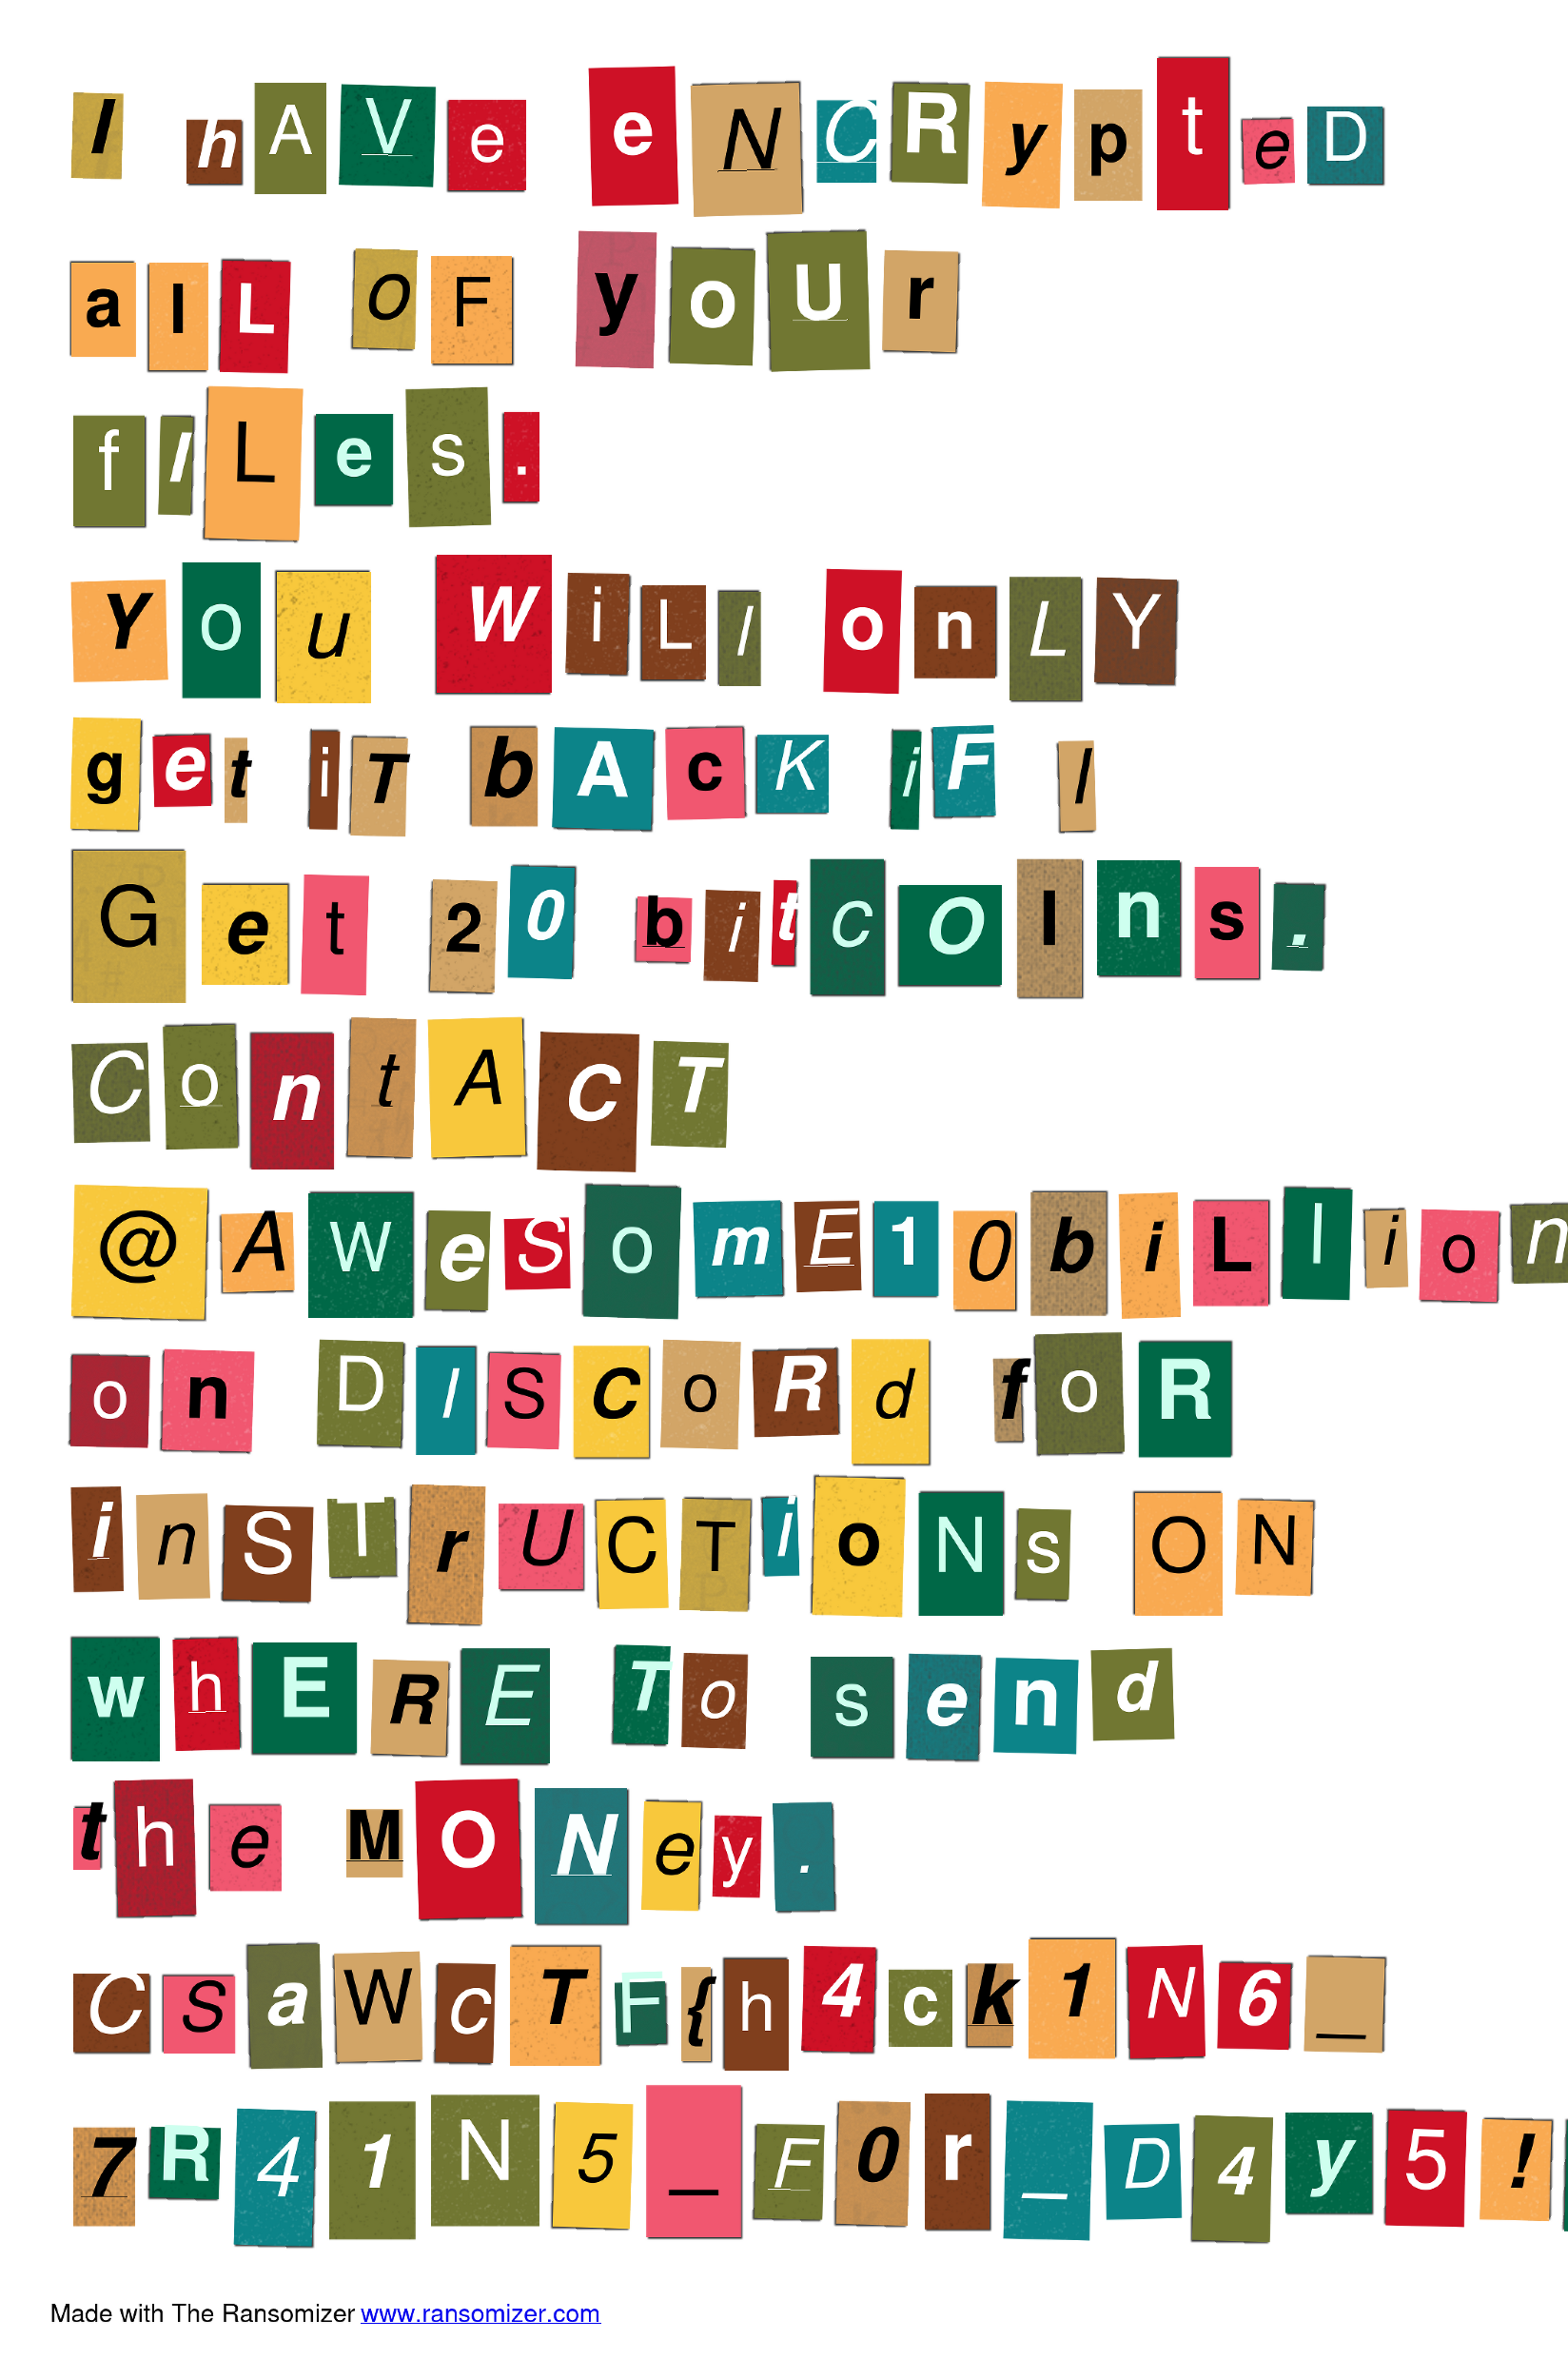 I hAVe eNCRypteD
alL OF yoUr
fILes.
You WiLl onLY
get iT bAcK iF I
Get 20 bitcOIns.
ContACT
@AWeSomE10biLlion
on DIScoRd foR
inSTrUCTioNs ON
whERE To send
the MONey.
CSaWcTF{h4ck1N6_
7R41N5_F0r_D4y5!
Made with The Ransomizer www.ransomizer.com